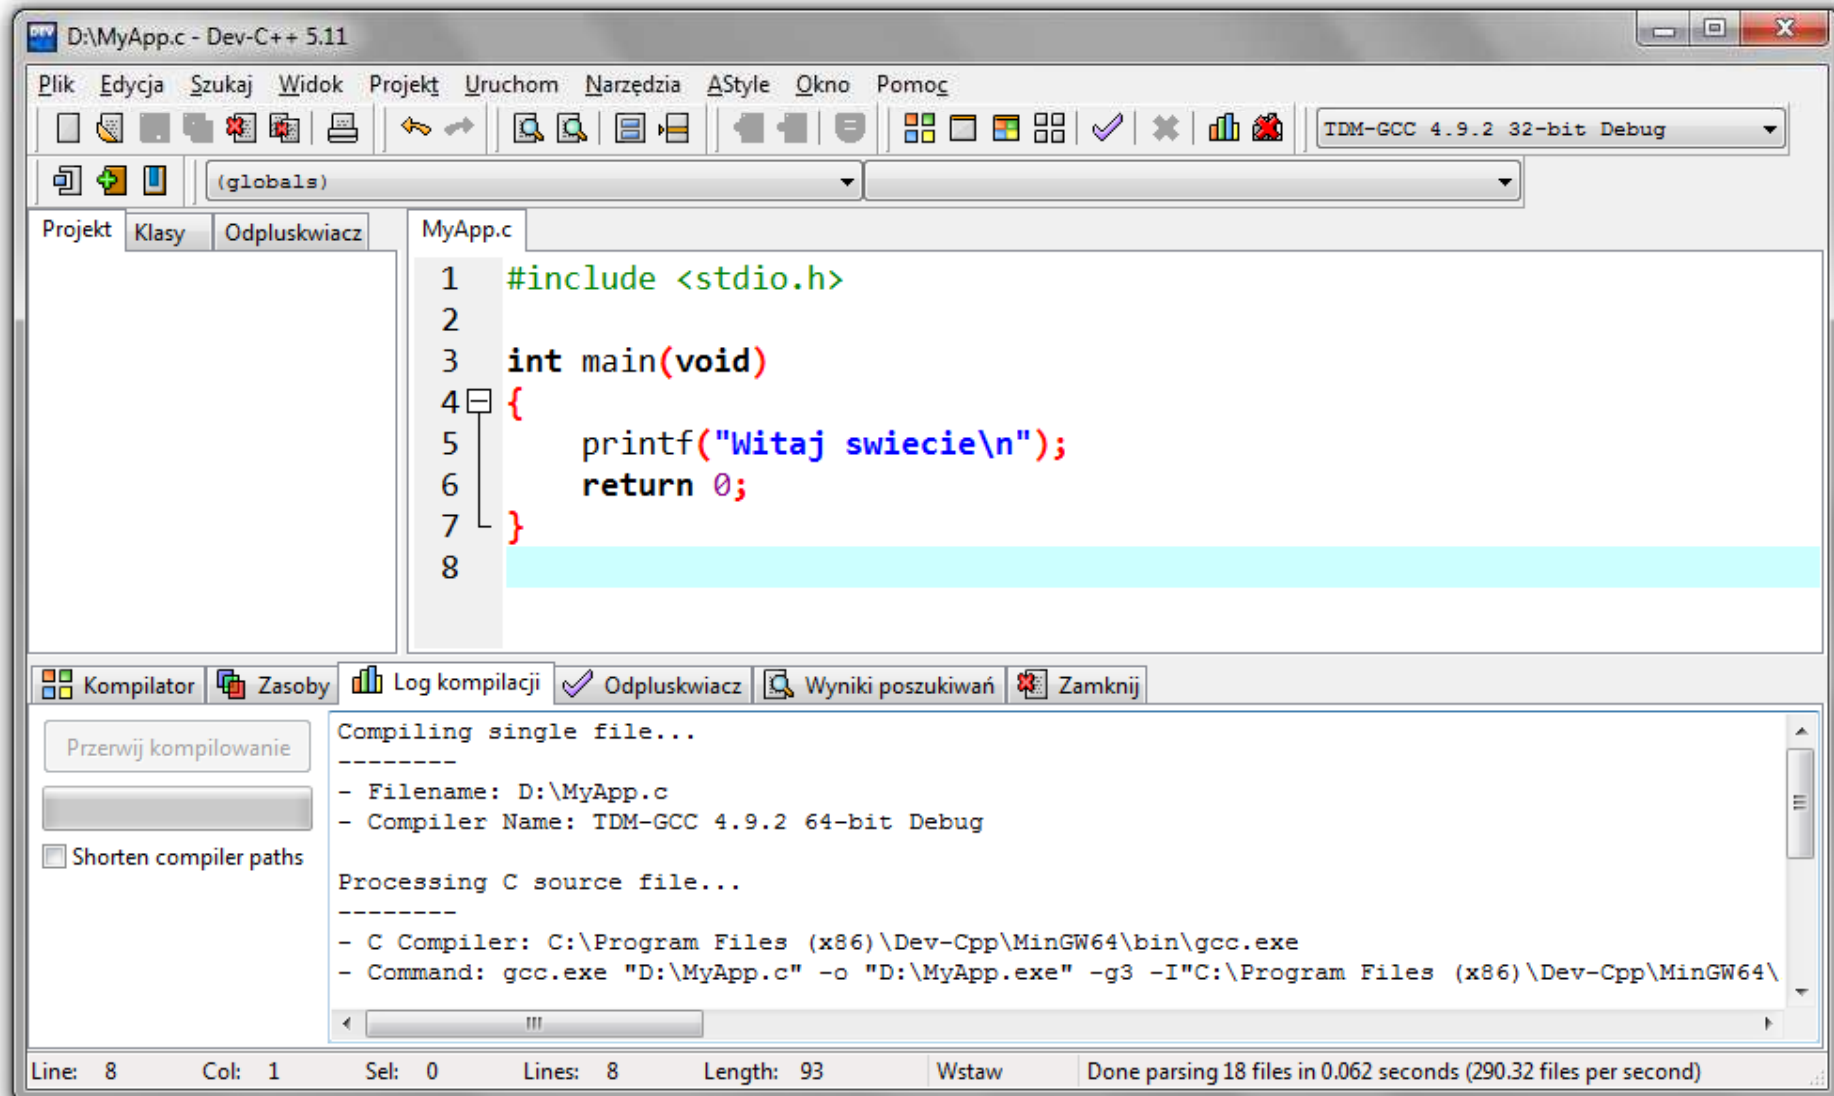 D:\MyApp.c - Dev-C++ 5.11
Plik Edycja Szukaj Widok Projekt Uruchom Narzędzia AStyle Okno Pomoc
TDM-GCC 4.9.2 32-bit Debug
(globals)
Projekt Klasy Odpluskwiacz MyApp.c
1 #include <stdio.h>
2
3 int main(void)
4 {
5 printf("Witaj swiecie\n");
6 return 0;
7 }
8
Kompilator Zasoby Log kompilacji Odpluskwiacz Wyniki poszukiwań Zamknij
Przerwij kompilowanie
Shorten compiler paths
Compiling single file...
--------
- Filename: D:\MyApp.c
- Compiler Name: TDM-GCC 4.9.2 64-bit Debug
Processing C source file...
--------
- C Compiler: C:\Program Files (x86)\Dev-Cpp\MinGW64\bin\gcc.exe
- Command: gcc.exe "D:\MyApp.c" -o "D:\MyApp.exe" -g3 -I"C:\Program Files (x86)\Dev-Cpp\MinGW64\
Line: 8 Col: 1 Sel: 0 Lines: 8 Length: 93 Wstaw Done parsing 18 files in 0.062 seconds (290.32 files per second)